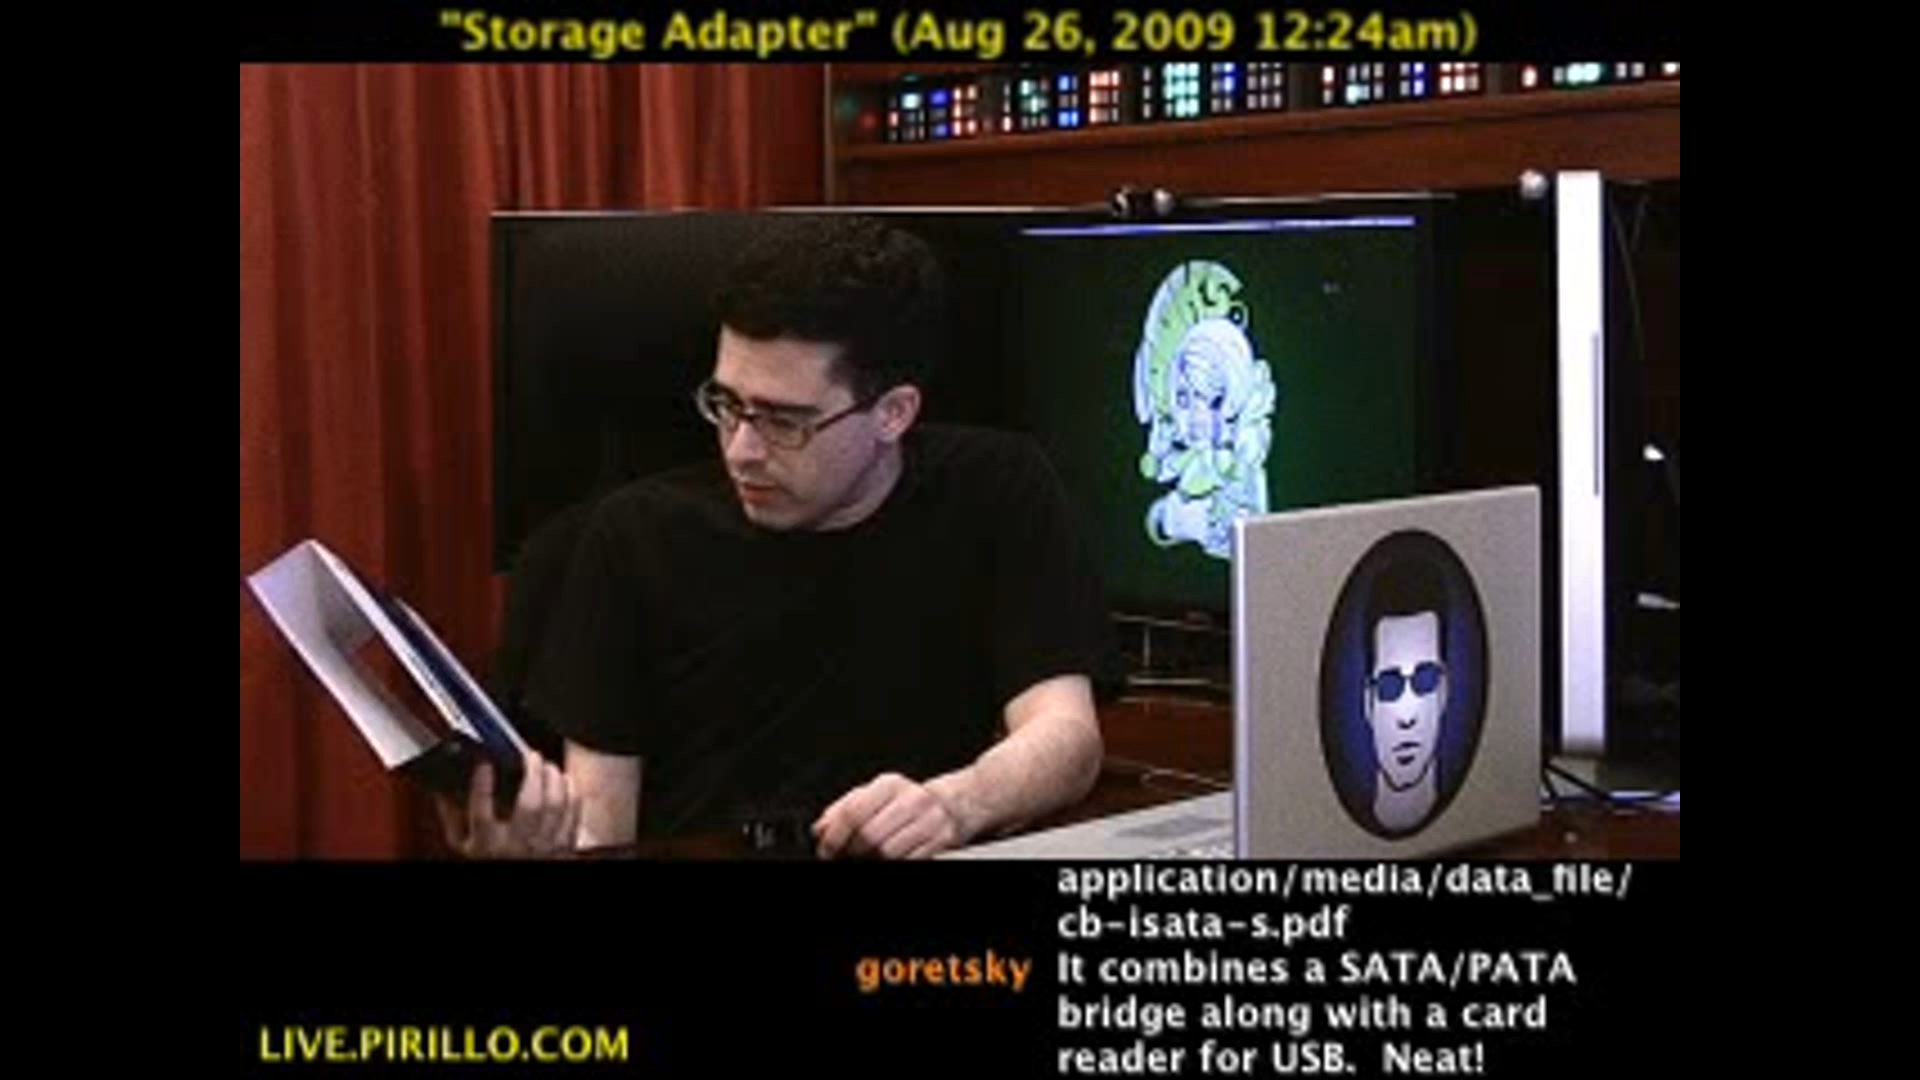 "Storage Adapter" (Aug 26, 2009 12:24am)
application/media/data_file/
cb-isata-s.pdf
goretsky It combines a SATA/PATA
bridge along with a card
reader for USB. Neat!
LIVE.PIRILLO.COM